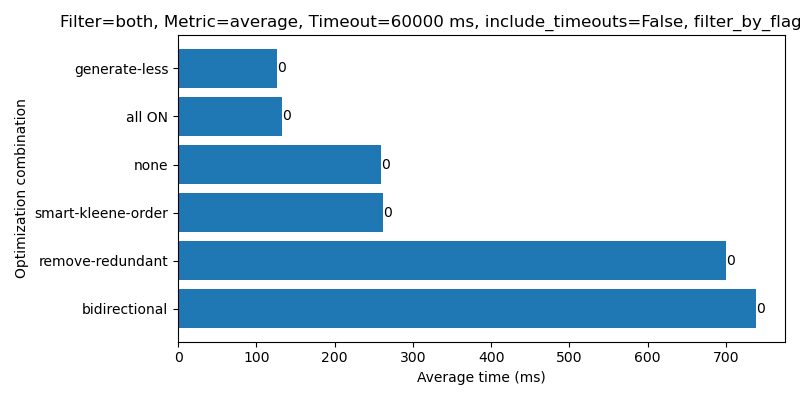 Filter=both, Metric=average, Timeout=60000 ms, include_timeouts=False, filter_by_flag
generate-less 0
all ON 0
none 0
smart-kleene-order 0
remove-redundant 0
bidirectional 0
Optimization combination
0 100 200 300 400 500 600 700
Average time (ms)